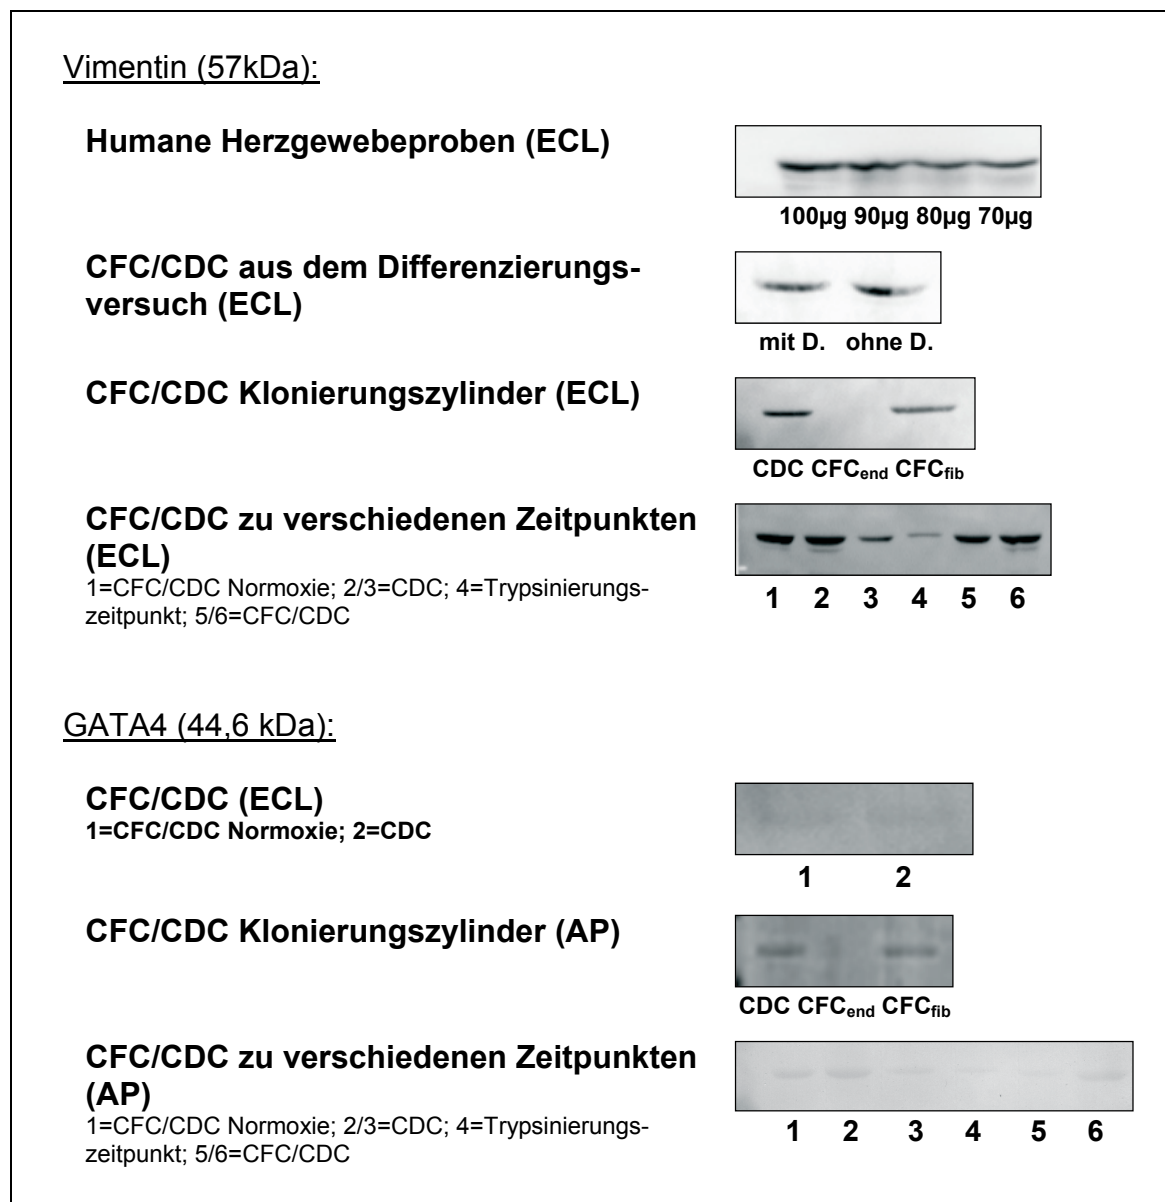 Vimentin (57kDa):
Humane Herzgewebeproben (ECL)
100µg 90µg 80µg 70µg
CFC/CDC aus dem Differenzierungs-
versuch (ECL)
mit D. ohne D.
CFC/CDC Klonierungszylinder (ECL)
CDC CFCend CFCfib
CFC/CDC zu verschiedenen Zeitpunkten
(ECL)
1=CFC/CDC Normoxie; 2/3=CDC; 4=Trypsinierungs-
zeitpunkt; 5/6=CFC/CDC
1 2 3 4 5 6
GATA4 (44,6 kDa):
CFC/CDC (ECL)
1=CFC/CDC Normoxie; 2=CDC
1 2
CFC/CDC Klonierungszylinder (AP)
CDC CFCend CFCfib
CFC/CDC zu verschiedenen Zeitpunkten
(AP)
1=CFC/CDC Normoxie; 2/3=CDC; 4=Trypsinierungs-
zeitpunkt; 5/6=CFC/CDC
1 2 3 4 5 6